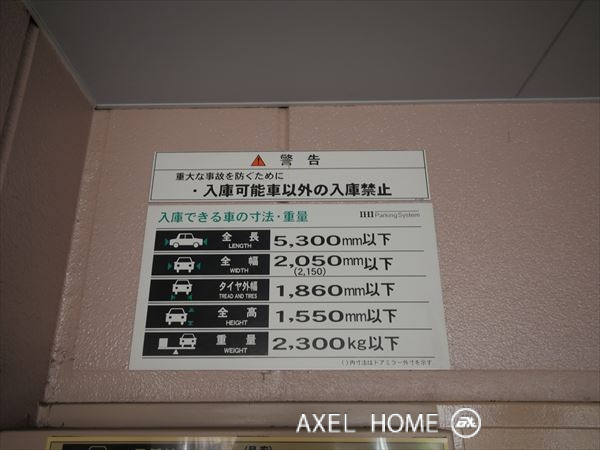 警告
重大な事故を防ぐために
・入庫可能車以外の入庫禁止
入庫できる車の寸法・重量 IHI Parking System
全長 LENGTH 5,300mm以下
全幅 WIDTH 2,050mm以下
(2,150)
タイヤ外幅 TREAD AND TIRES 1,860mm以下
全高 HEIGHT 1,550mm以下
重量 WEIGHT 2,300kg以下
( )内寸法はドアミラー外寸を示す
AXEL HOME